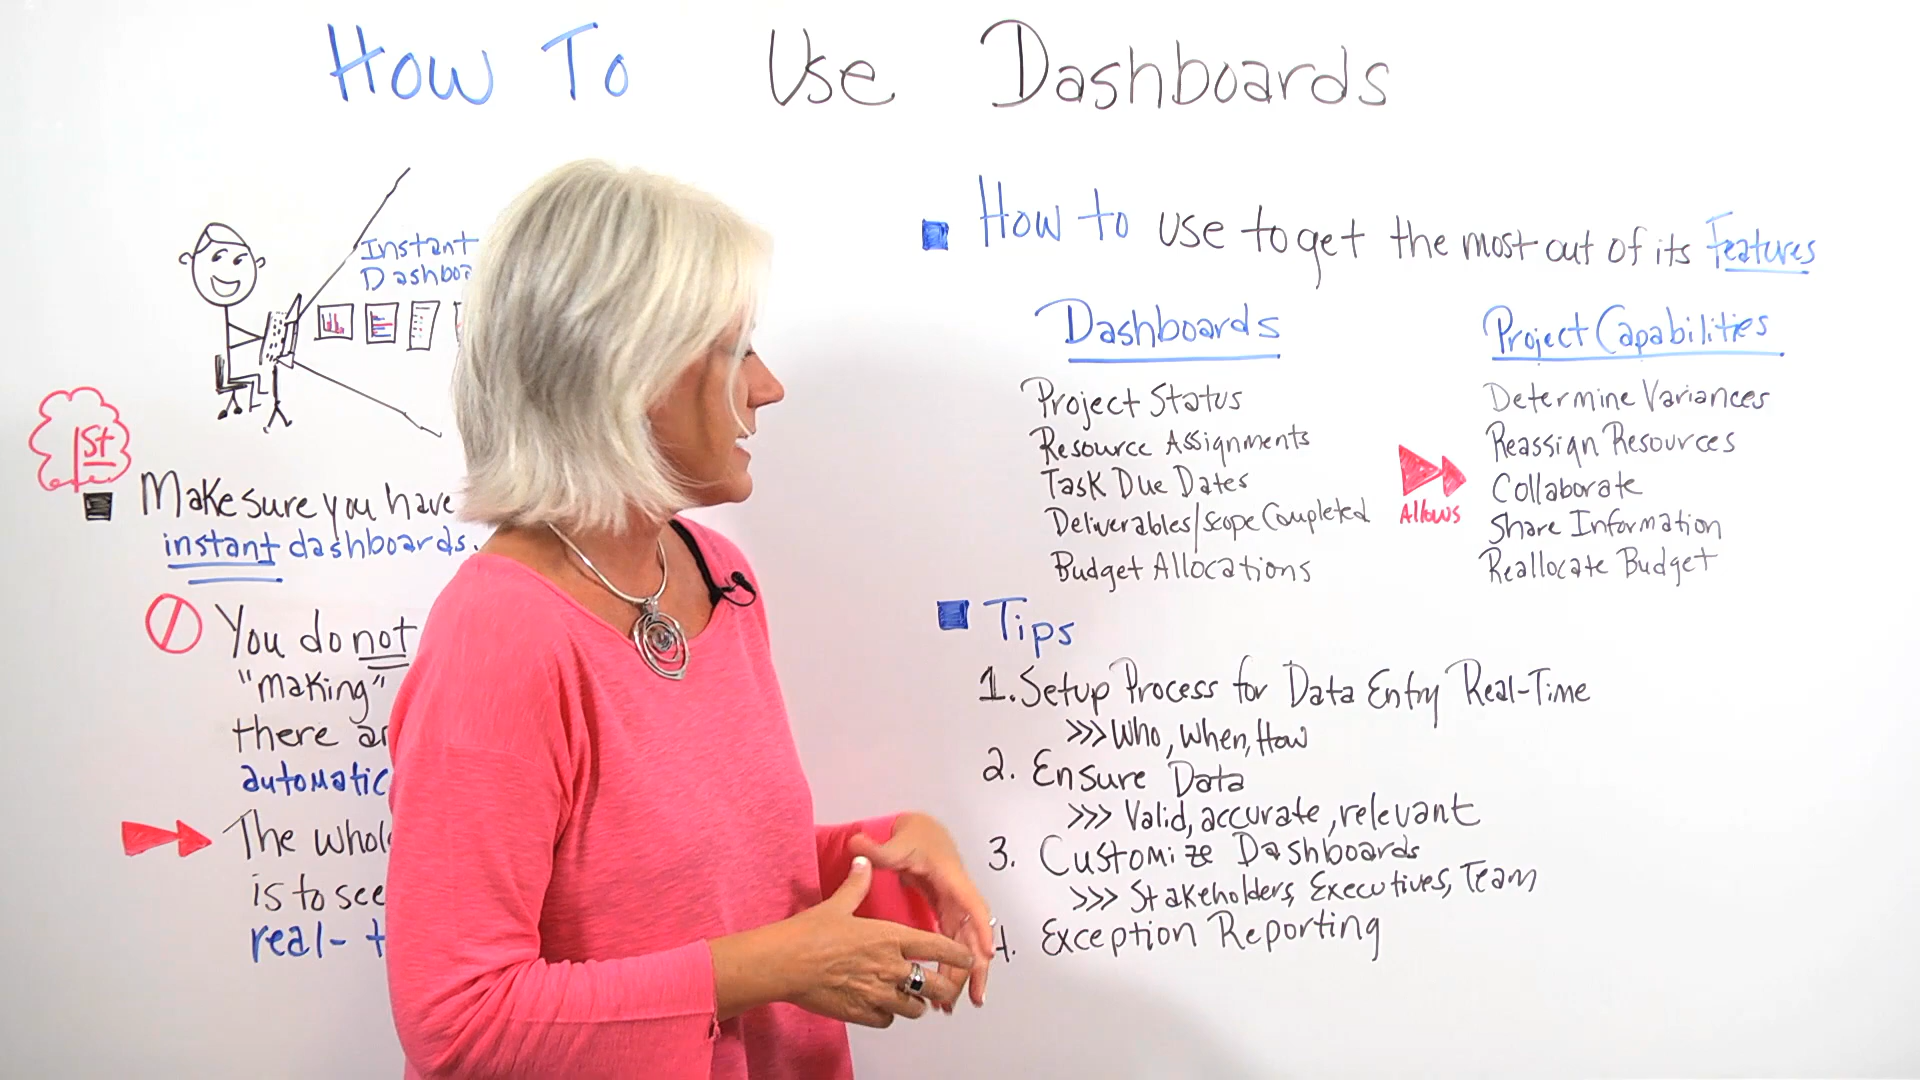 How To Use Dashboards
Instant
1st
Make sure you have
instant dashboards.
You do not
"making"
there
The
is to see
real-
How to use to get the most out of its Features
Dashboards
Project Status
Resource Assignments
Task Due Dates
Deliverables/Scope Completed
Budget Allocations
Allows
Project Capabilities
Determine Variances
Reassign Resources
Collaborate
Share Information
Reallocate Budget
Tips
1. Setup Process for Data Entry Real-Time
>>> Who, When, How
2. Ensure Data
>>> Valid, accurate, relevant
3. Customize Dashboards
>>> Stakeholders, Executives, Team
4. Exception Reporting